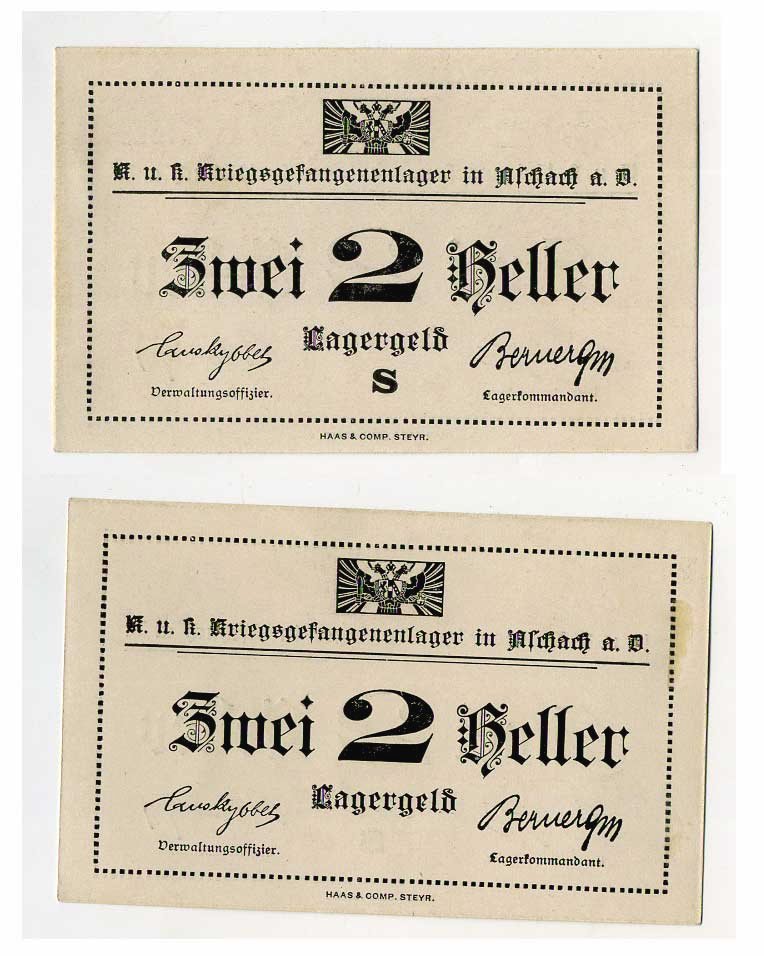 K. u. k. Kriegsgefangenenlager in Aschach a. D.
Zwei 2 Heller
Lagergeld
S
Verwaltungsoffizier.
Lagerkommandant.
HAAS & COMP. STEYR.
K. u. k. Kriegsgefangenenlager in Aschach a. D.
Zwei 2 Heller
Lagergeld
Verwaltungsoffizier.
Lagerkommandant.
HAAS & COMP. STEYR.